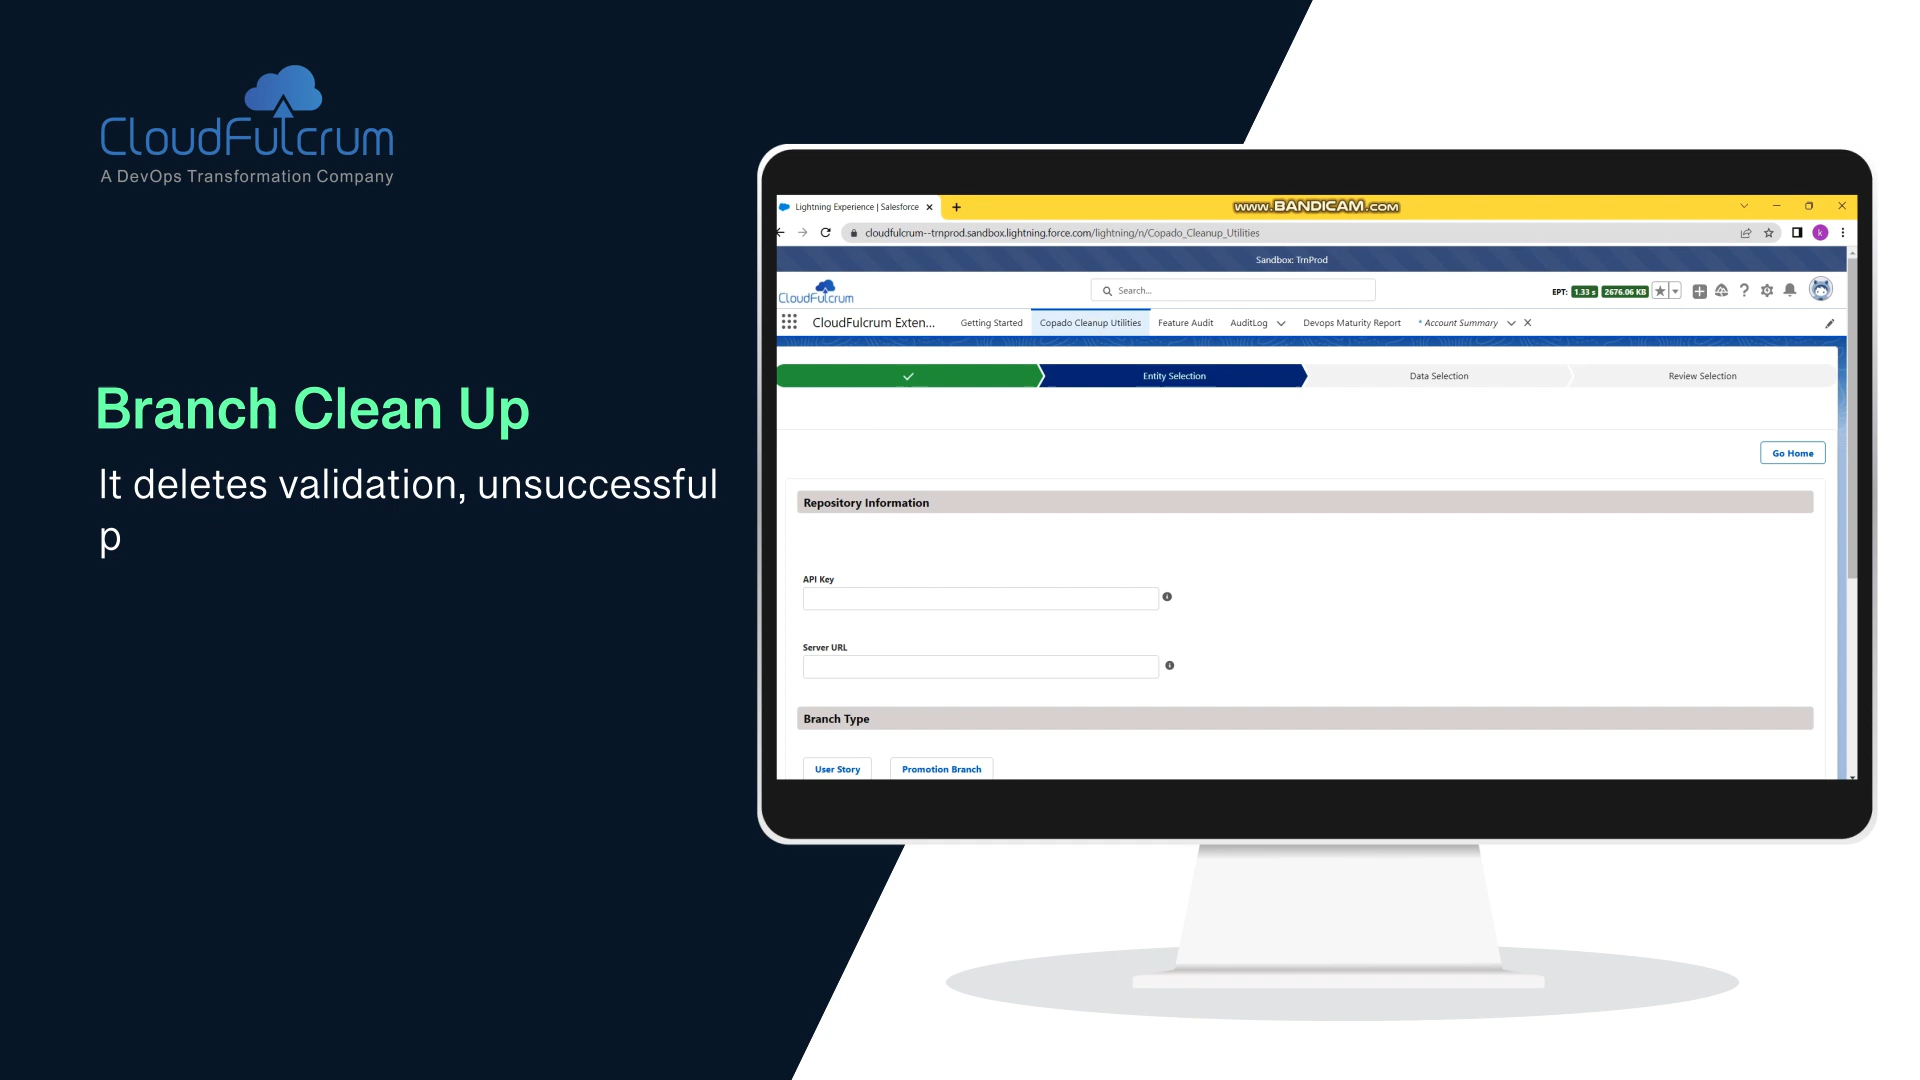 CloudFulcrum
A DevOps Transformation Company
Branch Clean Up
It deletes validation, unsuccessful
p
Lightning Experience | Salesforce
www.BANDICAM.com
cloudfulcrum--trnprod.sandbox.lightning.force.com/lightning/n/Copado_Cleanup_Utilities
k
Sandbox: TrnProd
CloudFulcrum
Search...
EPT: 1.33 s 2676.06 KB
CloudFulcrum Exten... Getting Started Copado Cleanup Utilities Feature Audit AuditLog Devops Maturity Report * Account Summary
Entity Selection Data Selection Review Selection
Go Home
Repository Information
API Key
Server URL
Branch Type
User Story Promotion Branch